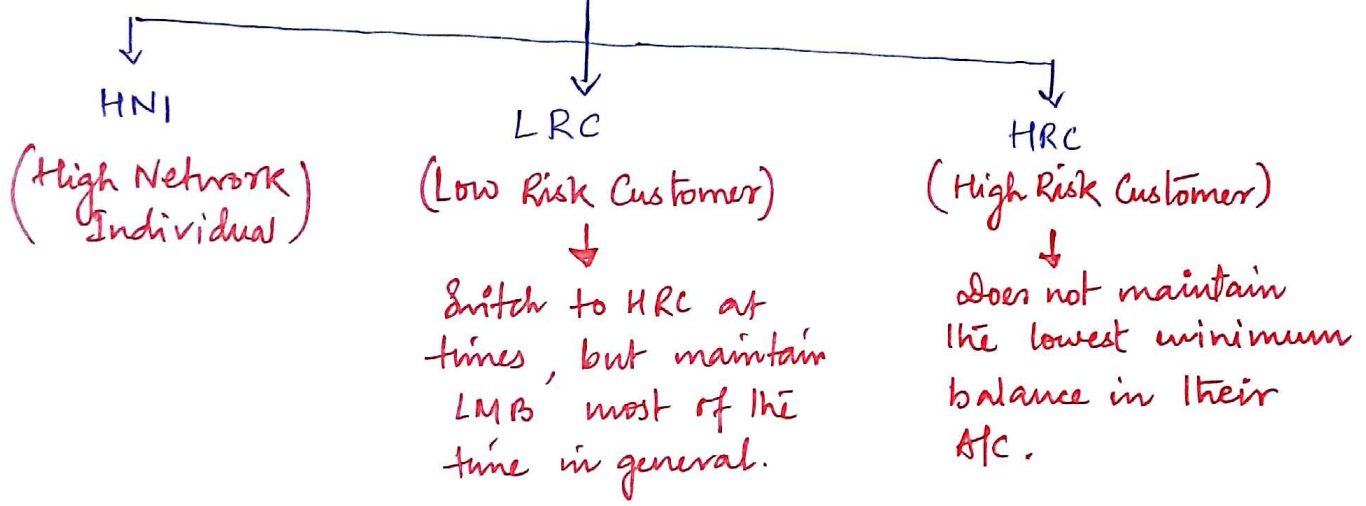 HNI
(High Network
Individual)
LRC
(Low Risk Customer)
Switch to HRC at
times, but maintain
LMB most of the
time in general.
HRC
(High Risk Customer)
Does not maintain
the lowest minimum
balance in their
A/C.